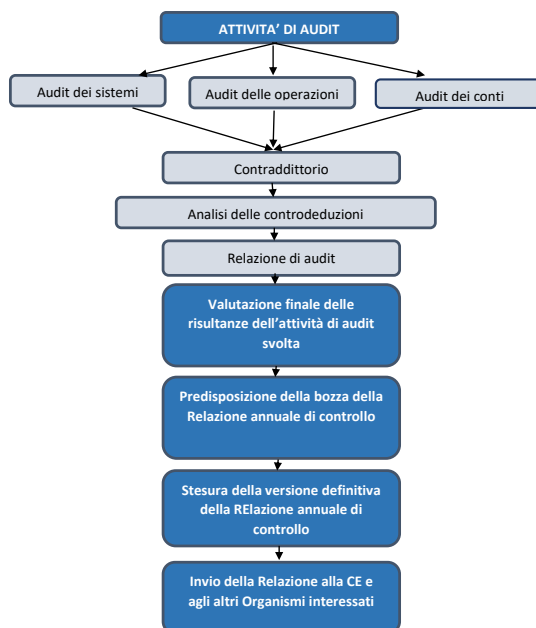 ATTIVITA’ DI AUDIT
Audit dei sistemi
Audit delle operazioni
Audit dei conti
Contraddittorio
Analisi delle controdeduzioni
Relazione di audit
Valutazione finale delle
risultanze dell’attività di audit
svolta
Predisposizione della bozza della
Relazione annuale di controllo
Stesura della versione definitiva
della RElazione annuale di
controllo
Invio della Relazione alla CE e
agli altri Organismi interessati